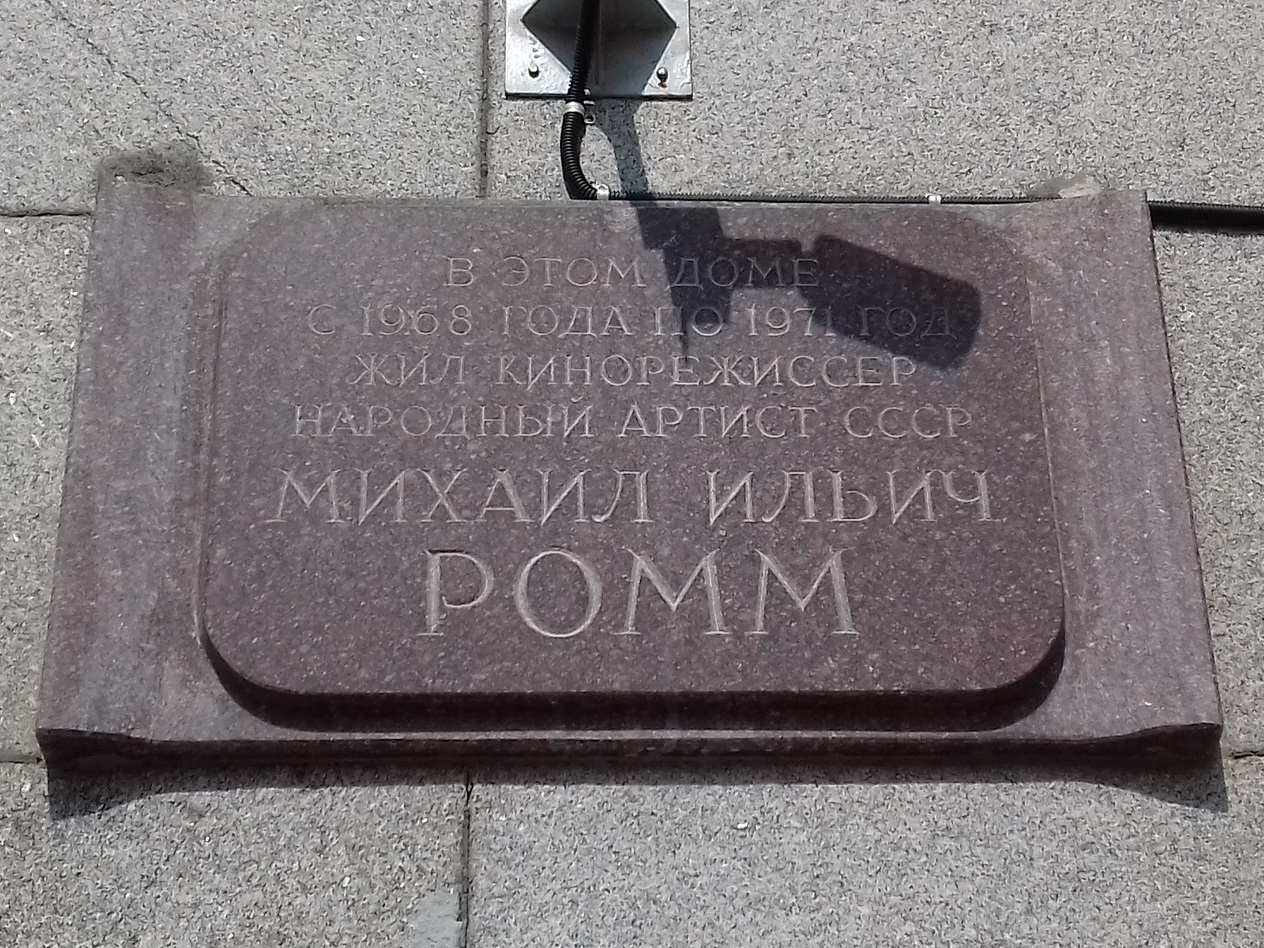 В ЭТОМ ДОМЕ
С 1968 ГОДА ПО 1971 ГОД
ЖИЛ КИНОРЕЖИССЕР
НАРОДНЫЙ АРТИСТ СССР
МИХАИЛ ИЛЬИЧ
РОММ